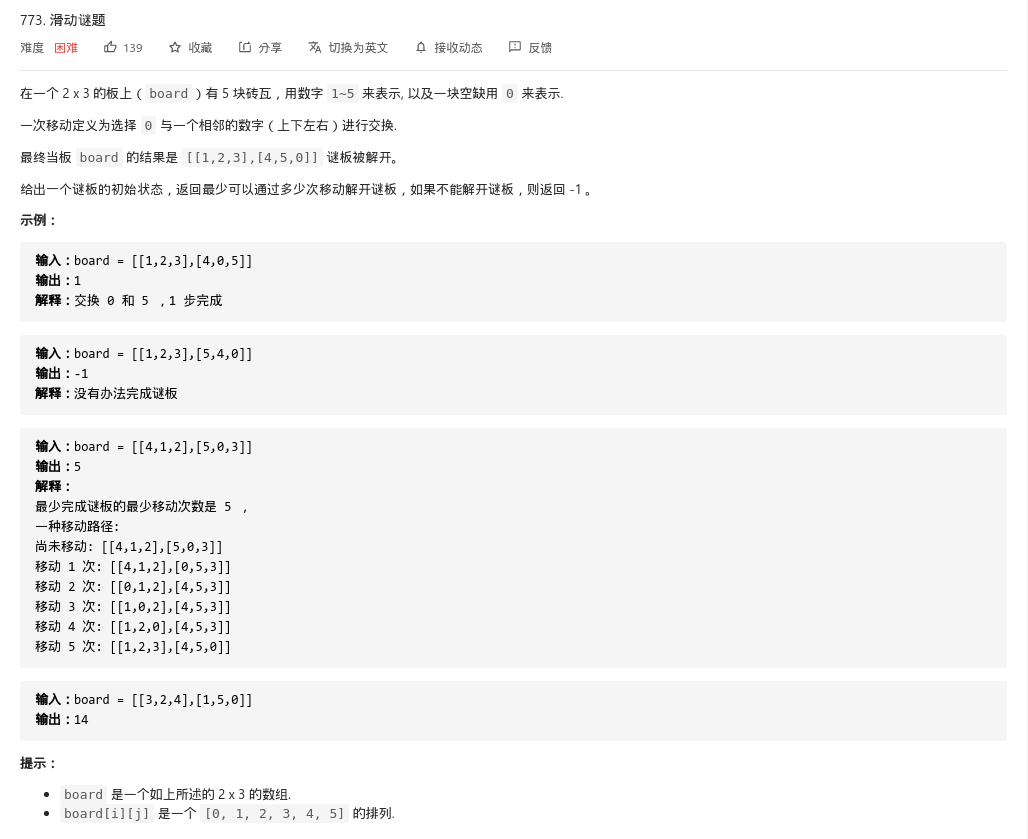 773. 滑动谜题
难度 困难 139 收藏 分享 切换为英文 接收动态 反馈
在一个 2 x 3 的板上（ board ）有 5 块砖瓦，用数字 1~5 来表示, 以及一块空缺用 0 来表示.
一次移动定义为选择 0 与一个相邻的数字（上下左右）进行交换.
最终当板 board 的结果是 [[1,2,3],[4,5,0]] 谜板被解开。
给出一个谜板的初始状态，返回最少可以通过多少次移动解开谜板，如果不能解开谜板，则返回 -1 。
示例：
输入：board = [[1,2,3],[4,0,5]]
输出：1
解释：交换 0 和 5 ，1 步完成
输入：board = [[1,2,3],[5,4,0]]
输出：-1
解释：没有办法完成谜板
输入：board = [[4,1,2],[5,0,3]]
输出：5
解释：
最少完成谜板的最少移动次数是 5 ，
一种移动路径:
尚未移动: [[4,1,2],[5,0,3]]
移动 1 次: [[4,1,2],[0,5,3]]
移动 2 次: [[0,1,2],[4,5,3]]
移动 3 次: [[1,0,2],[4,5,3]]
移动 4 次: [[1,2,0],[4,5,3]]
移动 5 次: [[1,2,3],[4,5,0]]
输入：board = [[3,2,4],[1,5,0]]
输出：14
提示：
• board 是一个如上所述的 2 x 3 的数组.
• board[i][j] 是一个 [0, 1, 2, 3, 4, 5] 的排列.